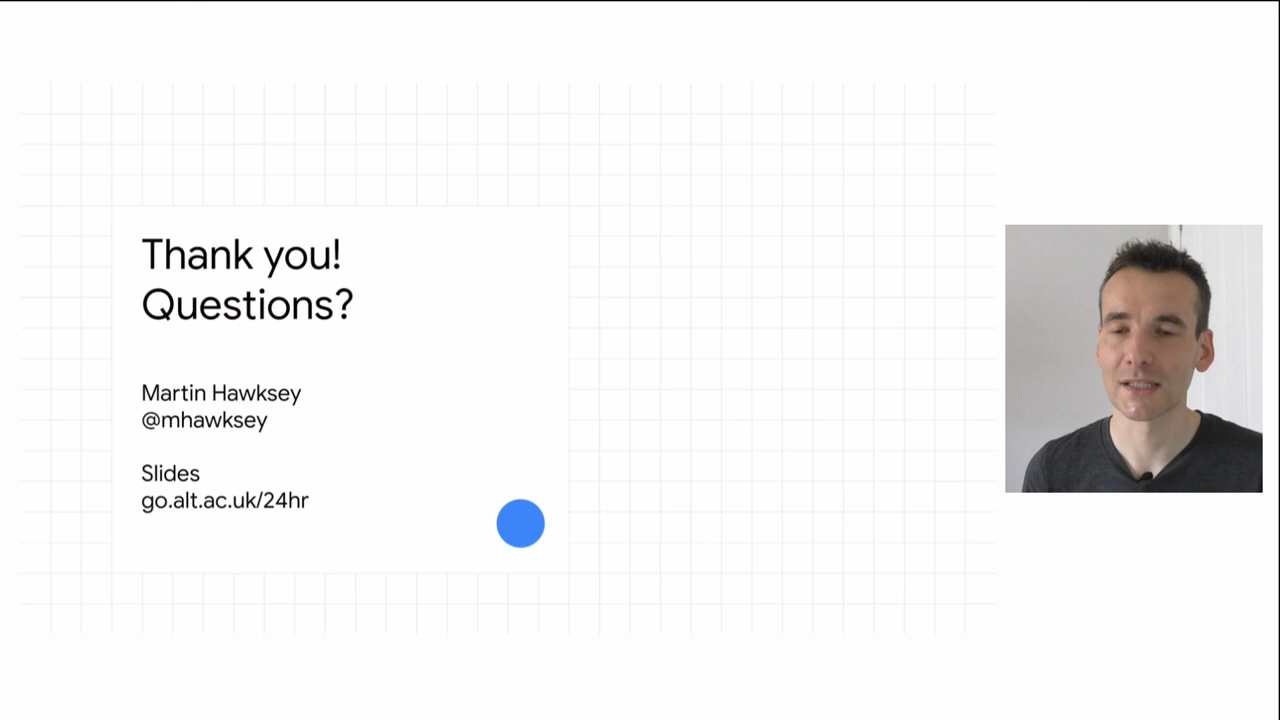 Thank you!
Questions?
Martin Hawksey
@mhawksey
Slides
go.alt.ac.uk/24hr